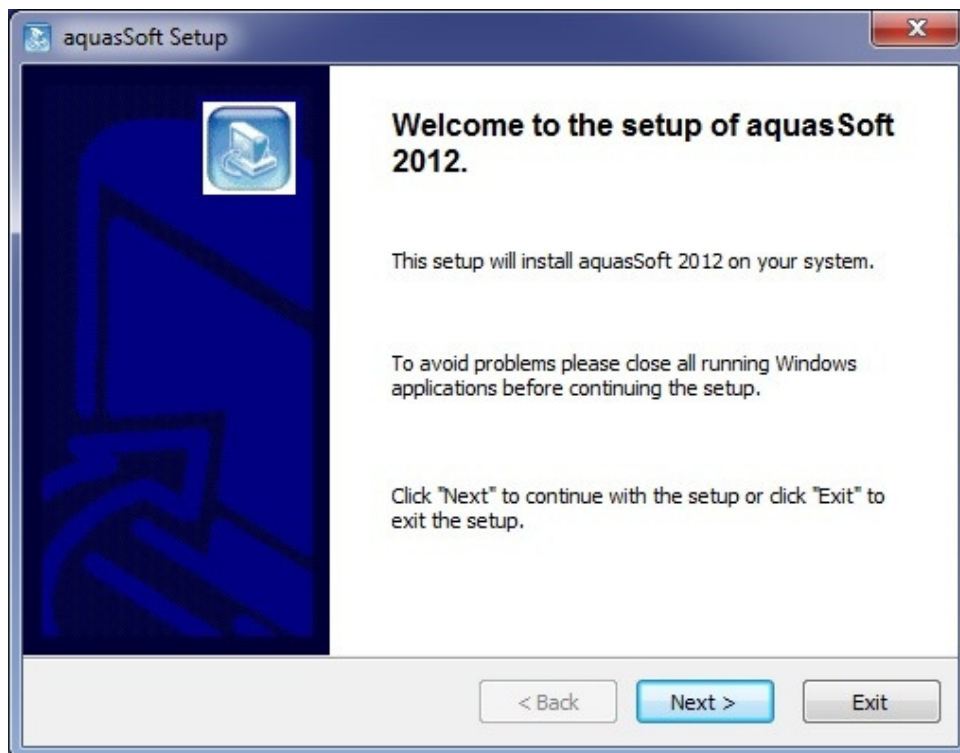 aquasSoft Setup
Welcome to the setup of aquasSoft
2012.
This setup will install aquasSoft 2012 on your system.
To avoid problems please close all running Windows
applications before continuing the setup.
Click "Next" to continue with the setup or click "Exit" to
exit the setup.
< Back
Next >
Exit